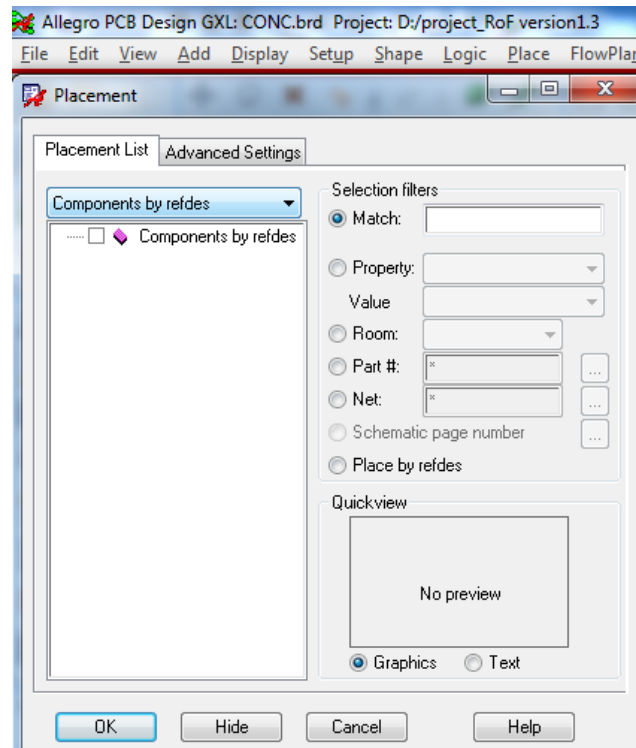 Allegro PCB Design GXL: CONC.brd Project: D:/project_RoF version1.3
File Edit View Add Display Setup Shape Logic Place FlowPla
Placement
Placement List Advanced Settings
Components by refdes
Components by refdes
Selection filters
Match:
Property:
Value
Room:
Part #: *
...
Net: *
...
Schematic page number
...
Place by refdes
Quickview
No preview
Graphics Text
OK Hide Cancel Help